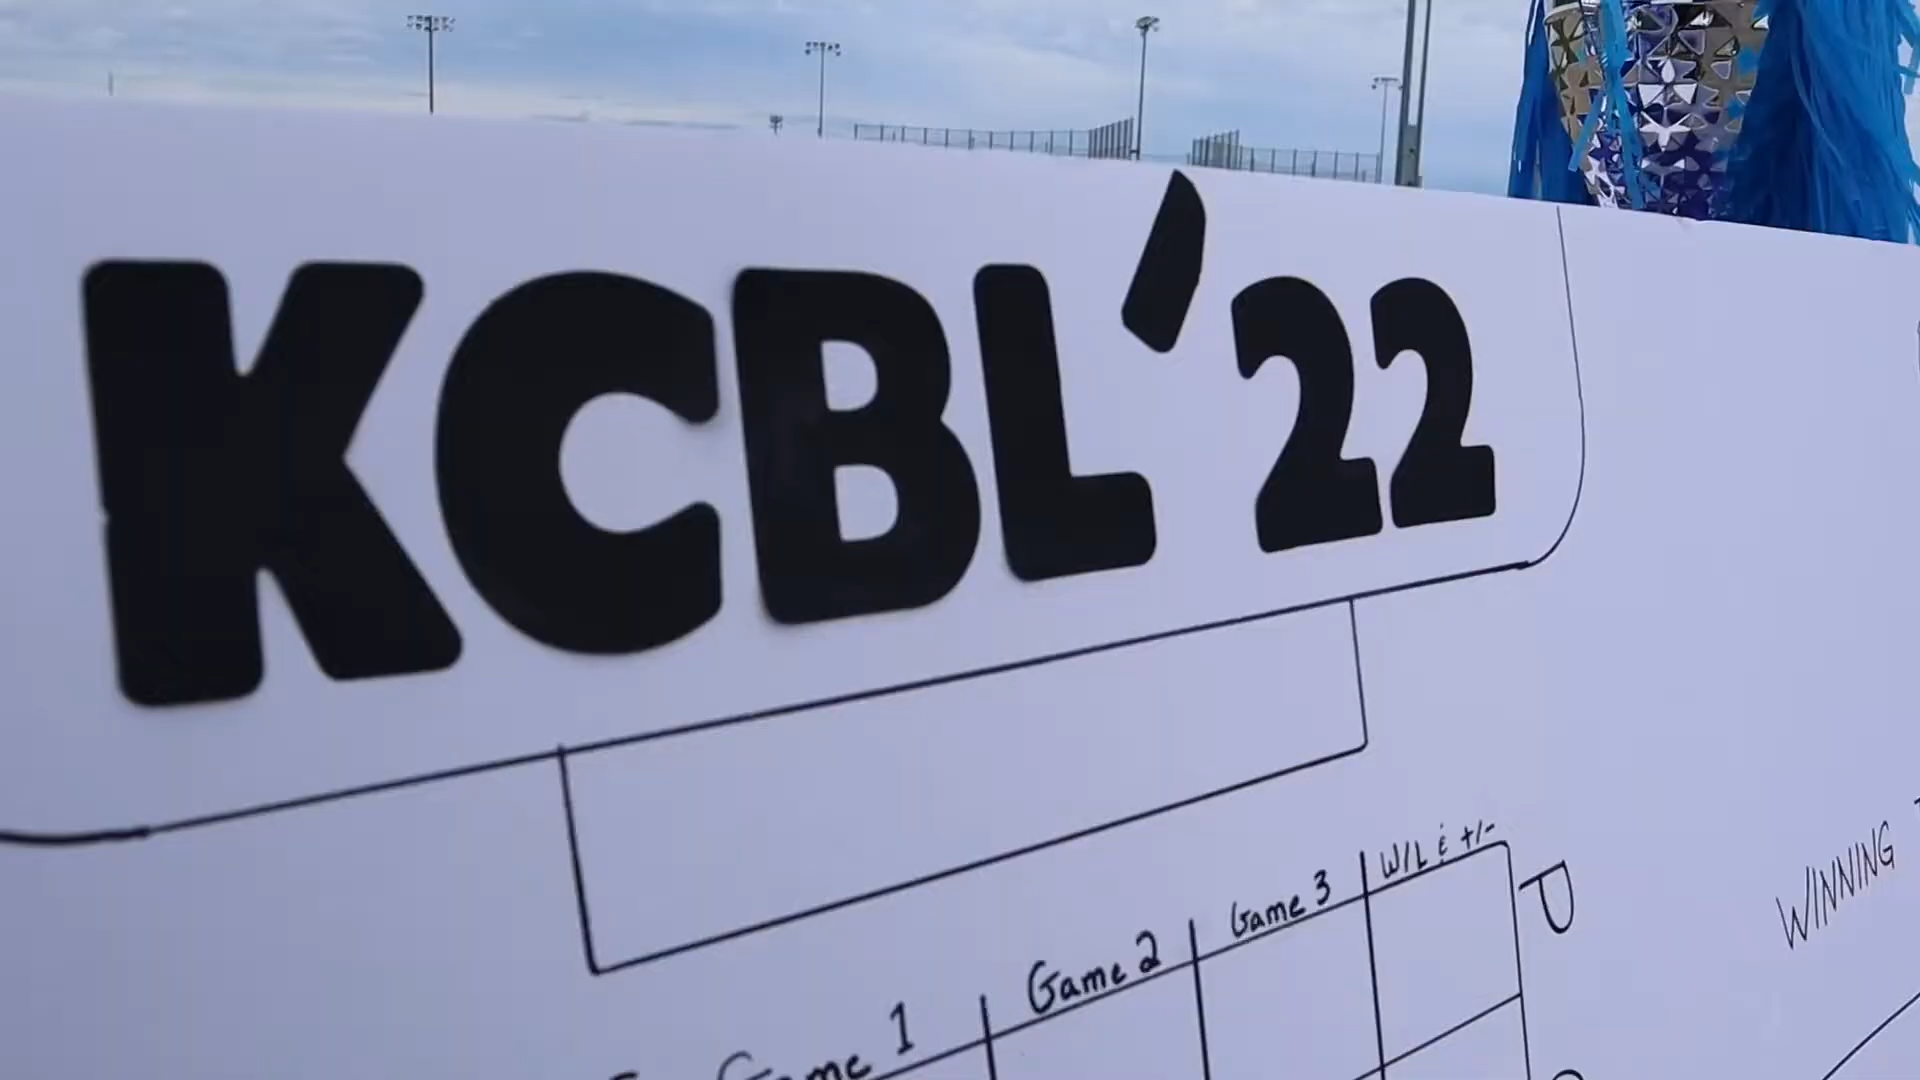 KCBL '22
Game 1 Game 2 Game 3 W/L & +/-
P
WINNING